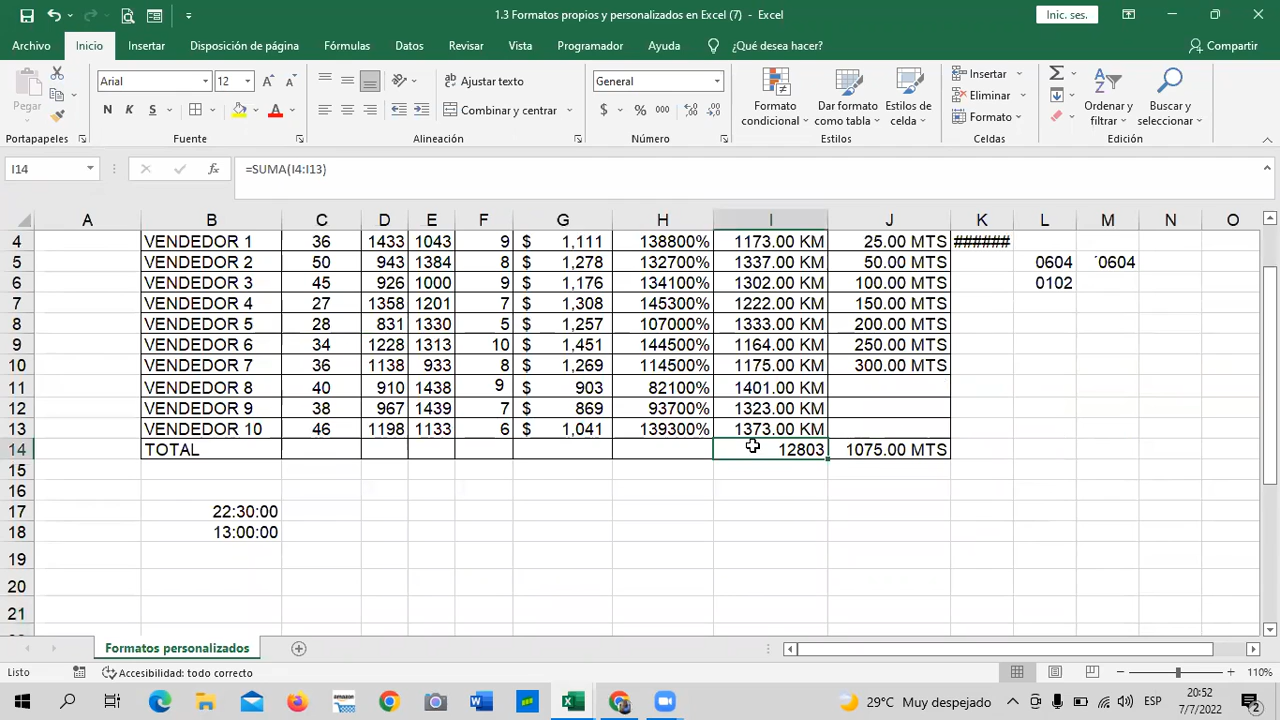 1.3 Formatos propios y personalizados en Excel (7) - Excel
Inic. ses.
Archivo Inicio Insertar Disposición de página Fórmulas Datos Revisar Vista Programador Ayuda ¿Qué desea hacer? Compartir
Pegar
Arial 12
N K S
Ajustar texto
Combinar y centrar
General
$ % 000
Formato condicional
Dar formato como tabla
Estilos de celda
Insertar
Eliminar
Formato
Ordenar y filtrar
Buscar y seleccionar
Portapapeles Fuente Alineación Número Estilos Celdas Edición
I14 fx =SUMA(I4:I13)
A B C D E F G H I J K L M N O
4 VENDEDOR 1 36 1433 1043 9 $ 1,111 138800% 1173.00 KM 25.00 MTS ######
5 VENDEDOR 2 50 943 1384 8 $ 1,278 132700% 1337.00 KM 50.00 MTS 0604 ´0604
6 VENDEDOR 3 45 926 1000 9 $ 1,176 134100% 1302.00 KM 100.00 MTS 0102
7 VENDEDOR 4 27 1358 1201 7 $ 1,308 145300% 1222.00 KM 150.00 MTS
8 VENDEDOR 5 28 831 1330 5 $ 1,257 107000% 1333.00 KM 200.00 MTS
9 VENDEDOR 6 34 1228 1313 10 $ 1,451 144500% 1164.00 KM 250.00 MTS
10 VENDEDOR 7 36 1138 933 8 $ 1,269 114500% 1175.00 KM 300.00 MTS
11 VENDEDOR 8 40 910 1438 9 $ 903 82100% 1401.00 KM
12 VENDEDOR 9 38 967 1439 7 $ 869 93700% 1323.00 KM
13 VENDEDOR 10 46 1198 1133 6 $ 1,041 139300% 1373.00 KM
14 TOTAL 12803 1075.00 MTS
15
16
17 22:30:00
18 13:00:00
19
20
21
Formatos personalizados
Listo Accesibilidad: todo correcto 110%
29°C Muy despejado ESP 20:52
7/7/2022 2